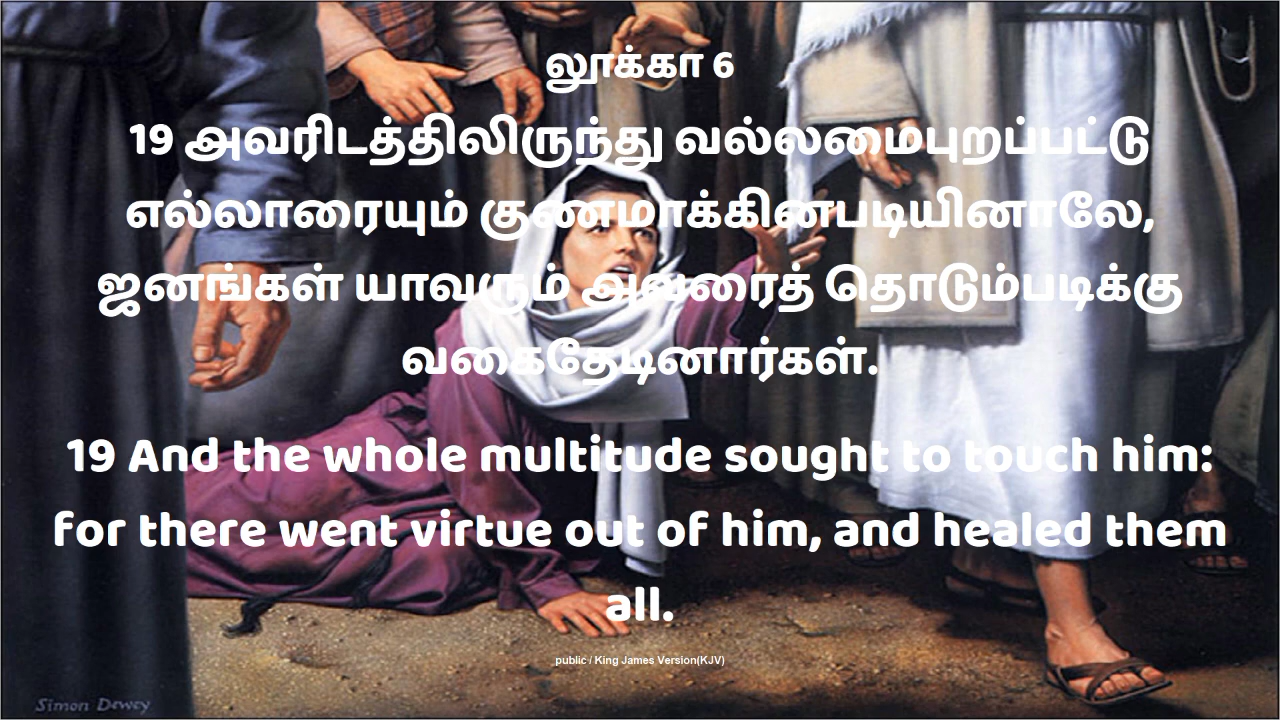 லூக்கா 6
19 அவரிடத்திலிருந்து வல்லமைபுறப்பட்டு
எல்லாரையும் குணமாக்கினபடியினாலே,
ஜனங்கள் யாவரும் அவரைத் தொடும்படிக்கு
வகைதேடினார்கள்.
19 And the whole multitude sought to touch him:
for there went virtue out of him, and healed them
all.
public / King James Version(KJV)
Simon Dewey